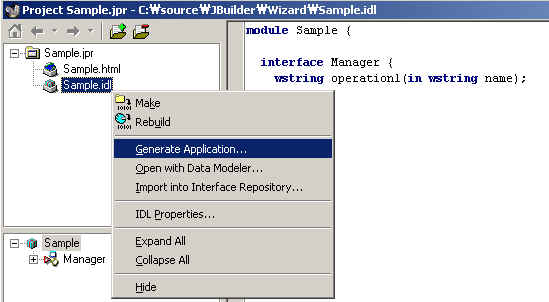 Project Sample.jpr - C:₩source₩JBuilder₩Wizard₩Sample.idl
Sample.jpr
Sample.html
Sample.idl
module Sample {
interface Manager {
wstring operation1(in wstring name);
Make
Rebuild
Generate Application...
Open with Data Modeler...
Import into Interface Repository...
IDL Properties...
Expand All
Collapse All
Hide
Sample
Manager